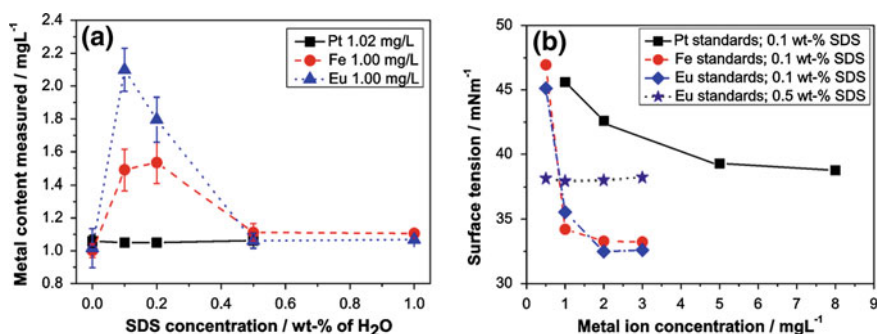 (a)
Pt 1.02 mg/L
Fe 1.00 mg/L
Eu 1.00 mg/L
Metal content measured / mgL⁻¹
2.4
2.2
2.0
1.8
1.6
1.4
1.2
1.0
0.8
0.0
0.2
0.4
0.6
0.8
1.0
SDS concentration / wt-% of H₂O
(b)
Pt standards; 0.1 wt-% SDS
Fe standards; 0.1 wt-% SDS
Eu standards; 0.1 wt-% SDS
Eu standards; 0.5 wt-% SDS
Surface tension / mNm⁻¹
50
45
40
35
30
0
1
2
3
4
5
6
7
8
9
Metal ion concentration / mgL⁻¹